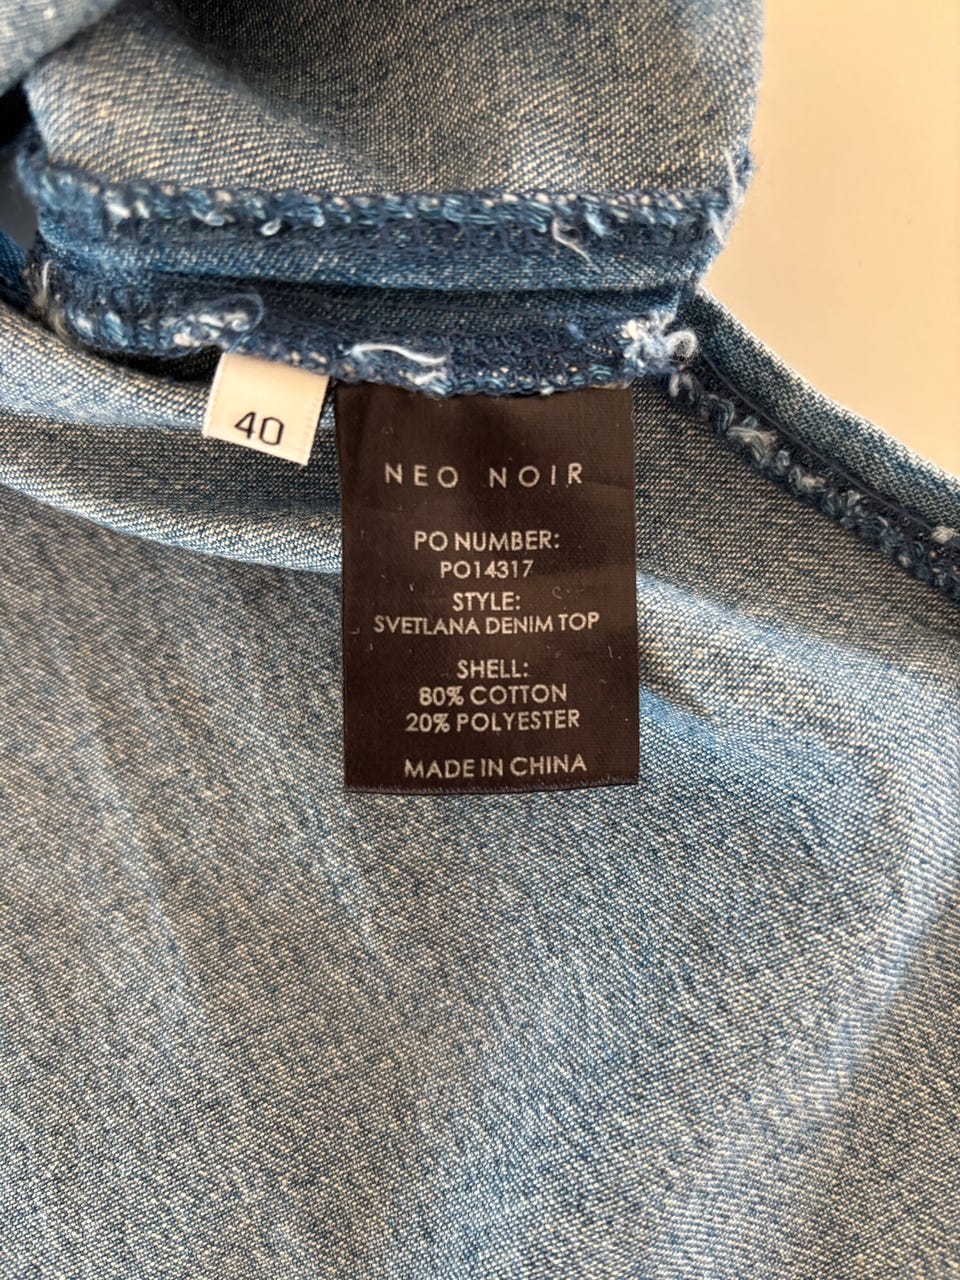 40
NEO NOIR
PO NUMBER:
PO14317
STYLE:
SVETLANA DENIM TOP
SHELL:
80% COTTON
20% POLYESTER
MADE IN CHINA